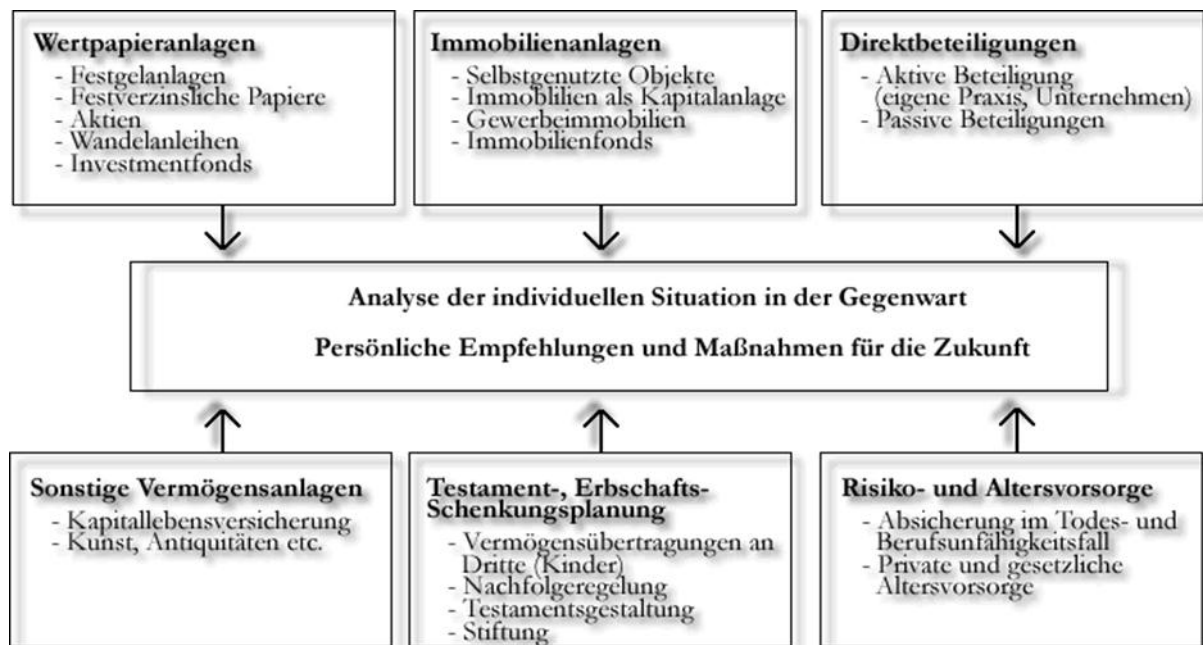 Wertpapieranlagen
- Festgelanlagen
- Festverzinsliche Papiere
- Aktien
- Wandelanleihen
- Investmentfonds
Immobilienanlagen
- Selbstgenutzte Objekte
- Immoblilien als Kapitalanlage
- Gewerbeimmobilien
- Immobilienfonds
Direktbeteiligungen
- Aktive Beteiligung
(eigene Praxis, Unternehmen)
- Passive Beteiligungen
Analyse der individuellen Situation in der Gegenwart
Persönliche Empfehlungen und Maßnahmen für die Zukunft
Sonstige Vermögensanlagen
- Kapitallebensversicherung
- Kunst, Antiquitäten etc.
Testament-, Erbschafts-
Schenkungsplanung
- Vermögensübertragungen an
Dritte (Kinder)
- Nachfolgeregelung
- Testamentsgestaltung
- Stiftung
Risiko- und Altersvorsorge
- Absicherung im Todes- und
Berufsunfähigkeitsfall
- Private und gesetzliche
Altersvorsorge